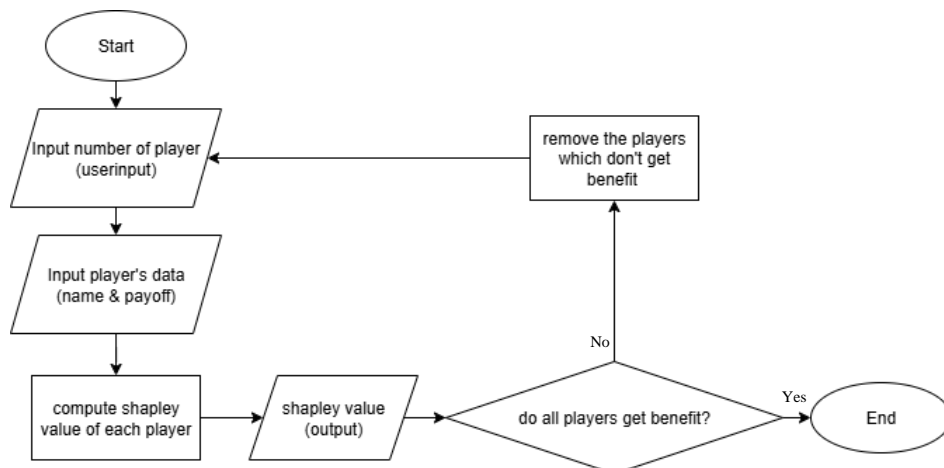 Start
Input number of player
(userinput)
remove the players
which don't get
benefit
Input player's data
(name & payoff)
No
compute shapley
value of each player
shapley value
(output)
do all players get benefit?
Yes
End